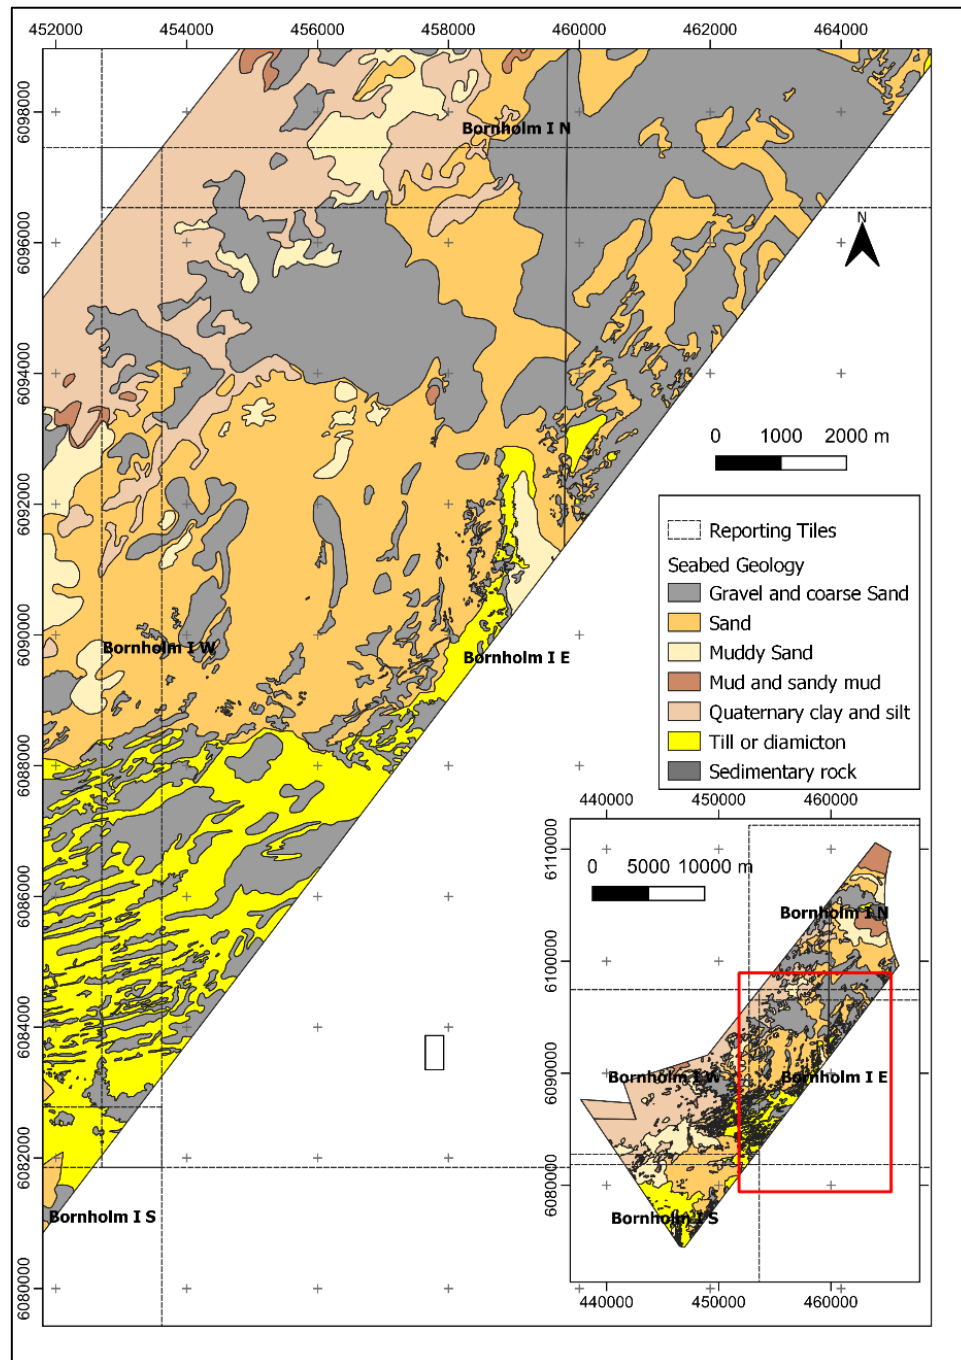 452000 454000 456000 458000 460000 462000 464000
6098000
6096000
6094000
6092000
6090000
6088000
6086000
6084000
6082000
6080000
Bornholm I N
N
0 1000 2000 m
Bornholm I W
Bornholm I E
Bornholm I S
Reporting Tiles
Seabed Geology
Gravel and coarse Sand
Sand
Muddy Sand
Mud and sandy mud
Quaternary clay and silt
Till or diamicton
Sedimentary rock
440000 450000 460000
6110000
6100000
6090000
6080000
0 5000 10000 m
Bornholm I N
Bornholm I W
Bornholm I E
Bornholm I S
440000 450000 460000